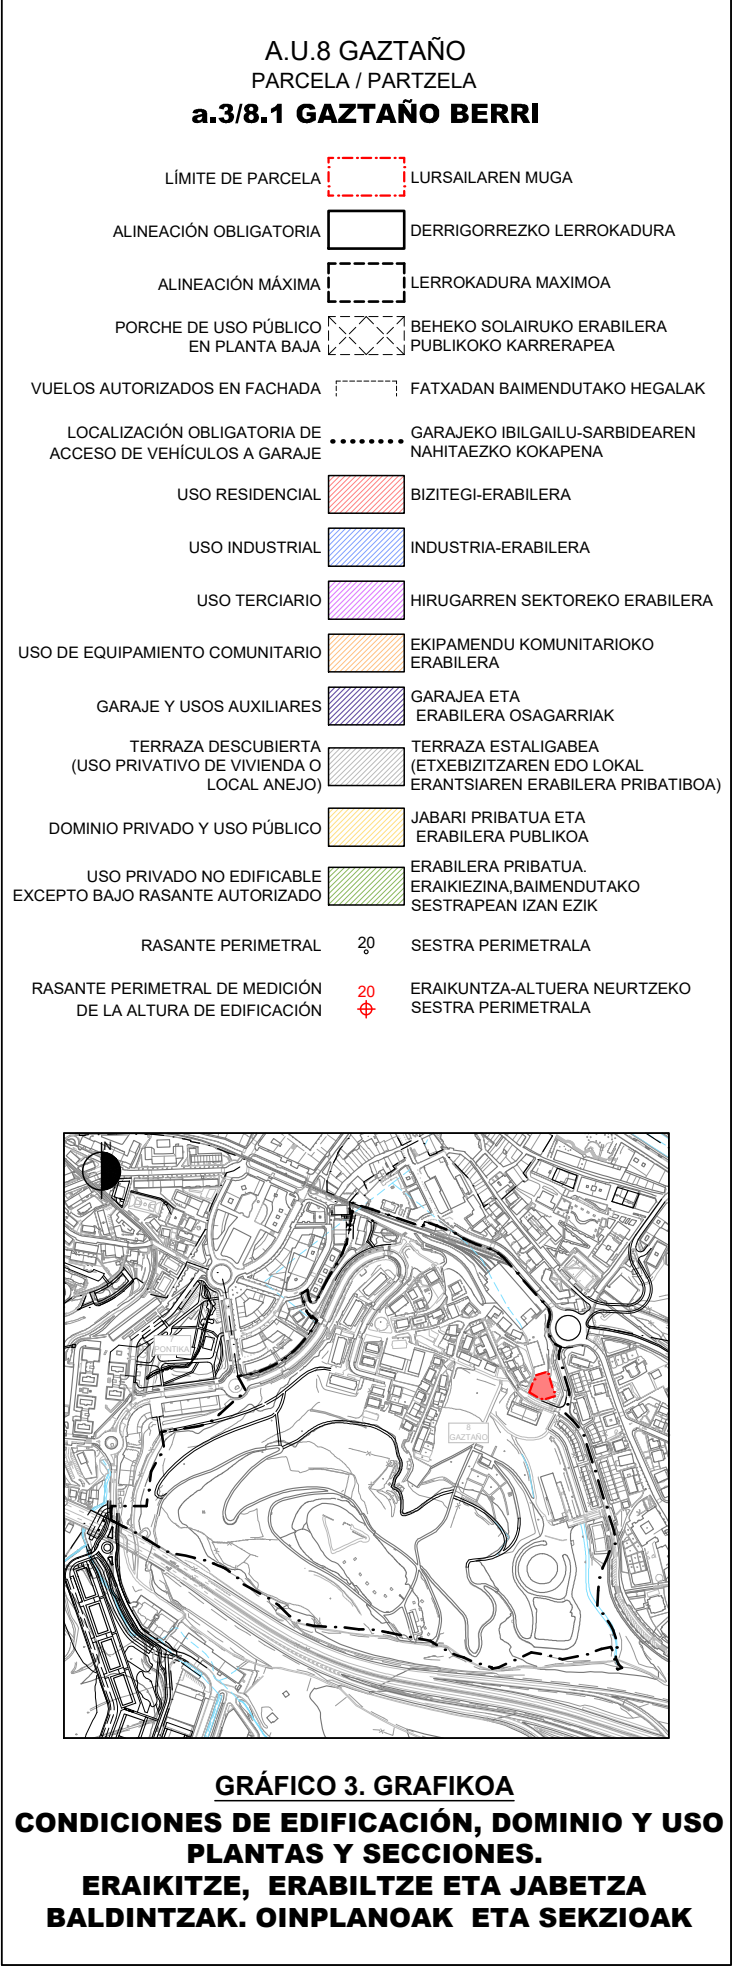 A.U.8 GAZTAÑO
PARCELA / PARTZELA
a.3/8.1 GAZTAÑO BERRI
LÍMITE DE PARCELA
LURSAILAREN MUGA
ALINEACIÓN OBLIGATORIA
DERRIGORREZKO LERROKADURA
ALINEACIÓN MÁXIMA
LERROKADURA MAXIMOA
PORCHE DE USO PÚBLICO
EN PLANTA BAJA
BEHEKO SOLAIRUKO ERABILERA
PUBLIKOKO KARRERAPEA
VUELOS AUTORIZADOS EN FACHADA
FATXADAN BAIMENDUTAKO HEGALAK
LOCALIZACIÓN OBLIGATORIA DE
ACCESO DE VEHÍCULOS A GARAJE
GARAJEKO IBILGAILU-SARBIDEAREN
NAHITAEZKO KOKAPENA
USO RESIDENCIAL
BIZITEGI-ERABILERA
USO INDUSTRIAL
INDUSTRIA-ERABILERA
USO TERCIARIO
HIRUGARREN SEKTOREKO ERABILERA
USO DE EQUIPAMIENTO COMUNITARIO
EKIPAMENDU KOMUNITARIOKO
ERABILERA
GARAJE Y USOS AUXILIARES
GARAJEA ETA
ERABILERA OSAGARRIAK
TERRAZA DESCUBIERTA
(USO PRIVATIVO DE VIVIENDA O
LOCAL ANEJO)
TERRAZA ESTALIGABEA
(ETXEBIZITZAREN EDO LOKAL
ERANTSIAREN ERABILERA PRIBATIBOA)
DOMINIO PRIVADO Y USO PÚBLICO
JABARI PRIBATUA ETA
ERABILERA PUBLIKOA
USO PRIVADO NO EDIFICABLE
EXCEPTO BAJO RASANTE AUTORIZADO
ERABILERA PRIBATUA.
ERAIKIEZINA,BAIMENDUTAKO
SESTRAPEAN IZAN EZIK
RASANTE PERIMETRAL
20
SESTRA PERIMETRALA
RASANTE PERIMETRAL DE MEDICIÓN
DE LA ALTURA DE EDIFICACIÓN
20
ERAIKUNTZA-ALTUERA NEURTZEKO
SESTRA PERIMETRALA
N
PONTIKA
8
GAZTAÑO
GRÁFICO 3. GRAFIKOA
CONDICIONES DE EDIFICACIÓN, DOMINIO Y USO
PLANTAS Y SECCIONES.
ERAIKITZE, ERABILTZE ETA JABETZA
BALDINTZAK. OINPLANOAK ETA SEKZIOAK